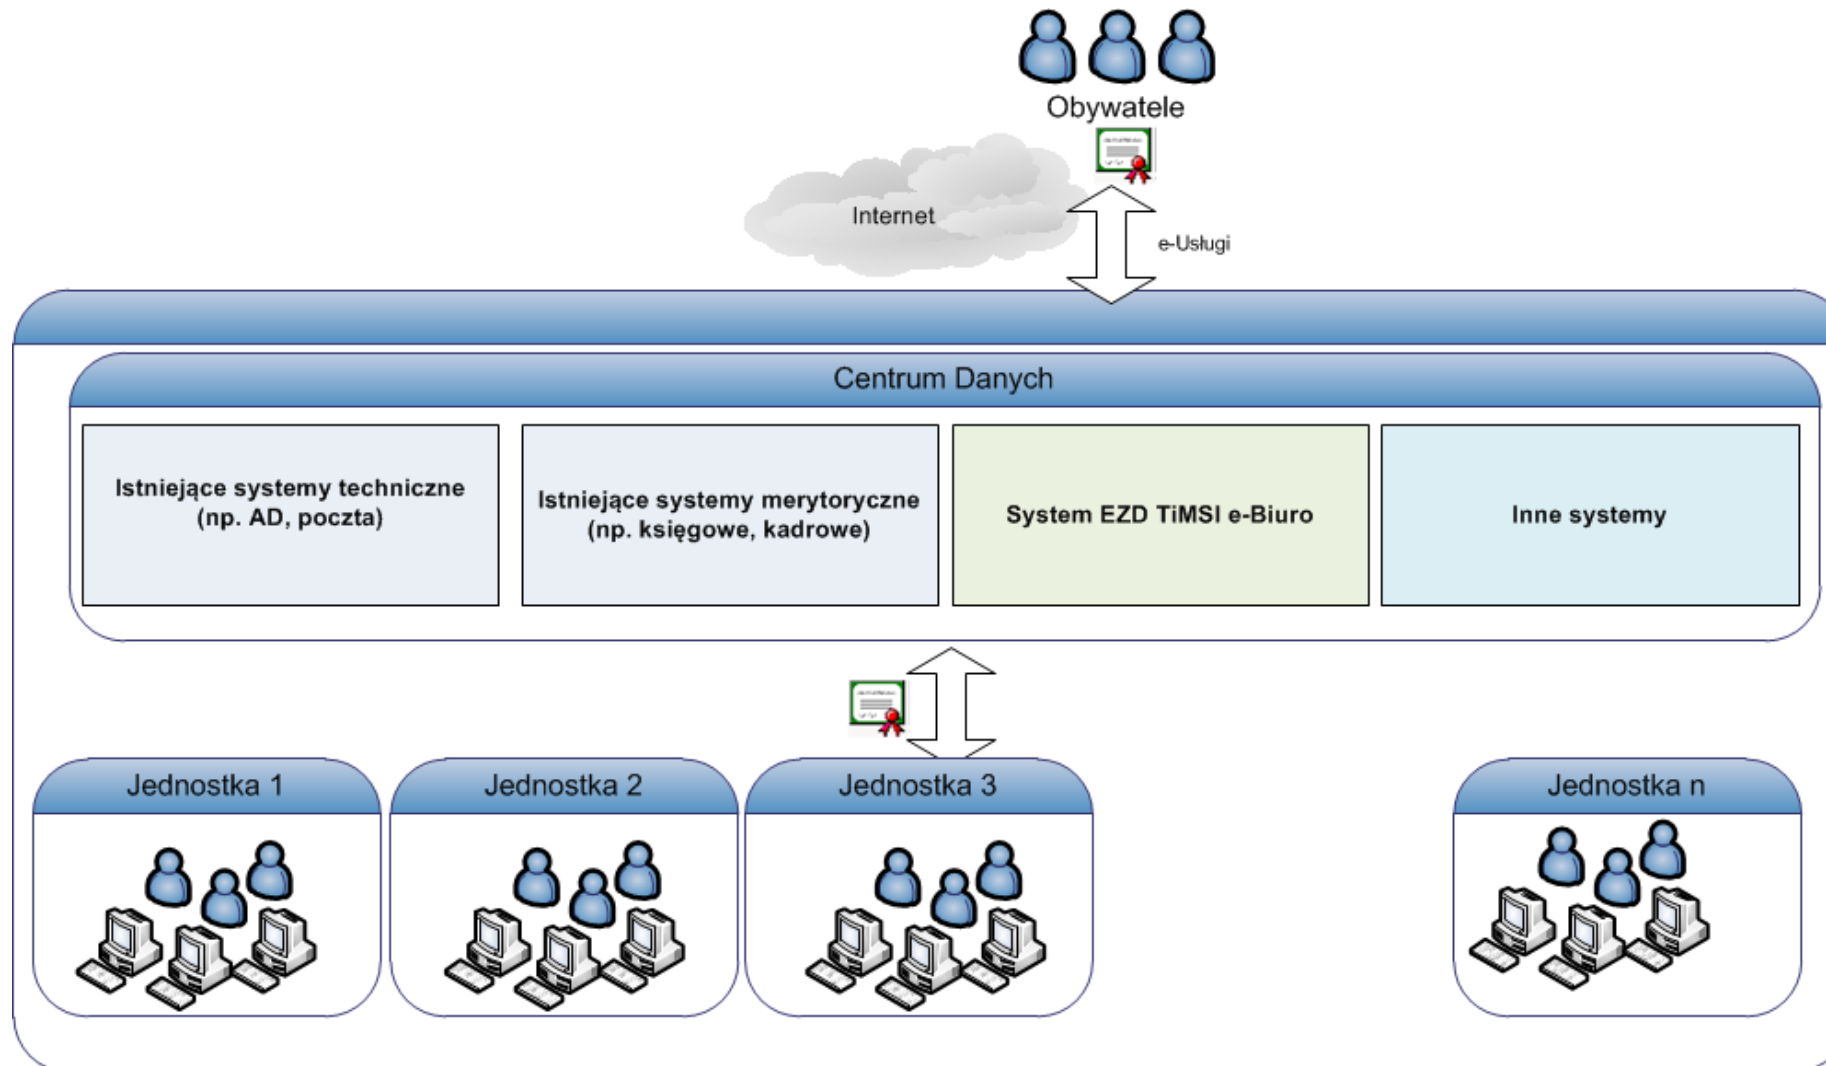 Obywatele
Internet
e-Usługi
Centrum Danych
Istniejące systemy techniczne
(np. AD, poczta)
Istniejące systemy merytoryczne
(np. księgowe, kadrowe)
System EZD TiMSI e-Biuro
Inne systemy
Jednostka 1
Jednostka 2
Jednostka 3
Jednostka n